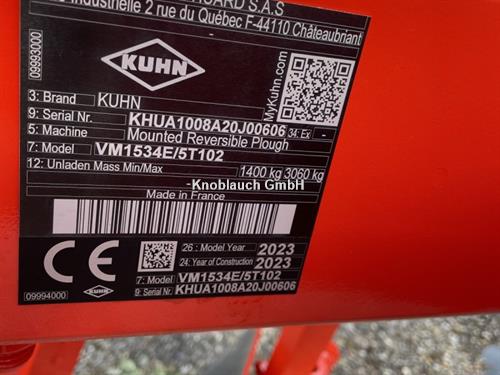 HUARD S.A.S
Industrielle 2 rue du Québec F-44110 Châteaubriant
09993000
KUHN
MyKuhn.com
3: Brand KUHN
9: Serial Nr. KHUA1008A20J00606 34: Ex -
5: Machine Mounted Reversible Plough
7: Model VM1534E/5T102
12: Unladen Mass Min/Max 1400 kg 3060 kg
Knoblauch GmbH
Made in France
CE
26: Model Year 2023
24: Year of Construction 2023
7: Model VM1534E/5T102
9: Serial Nr. KHUA1008A20J00606
09994000
KUHN